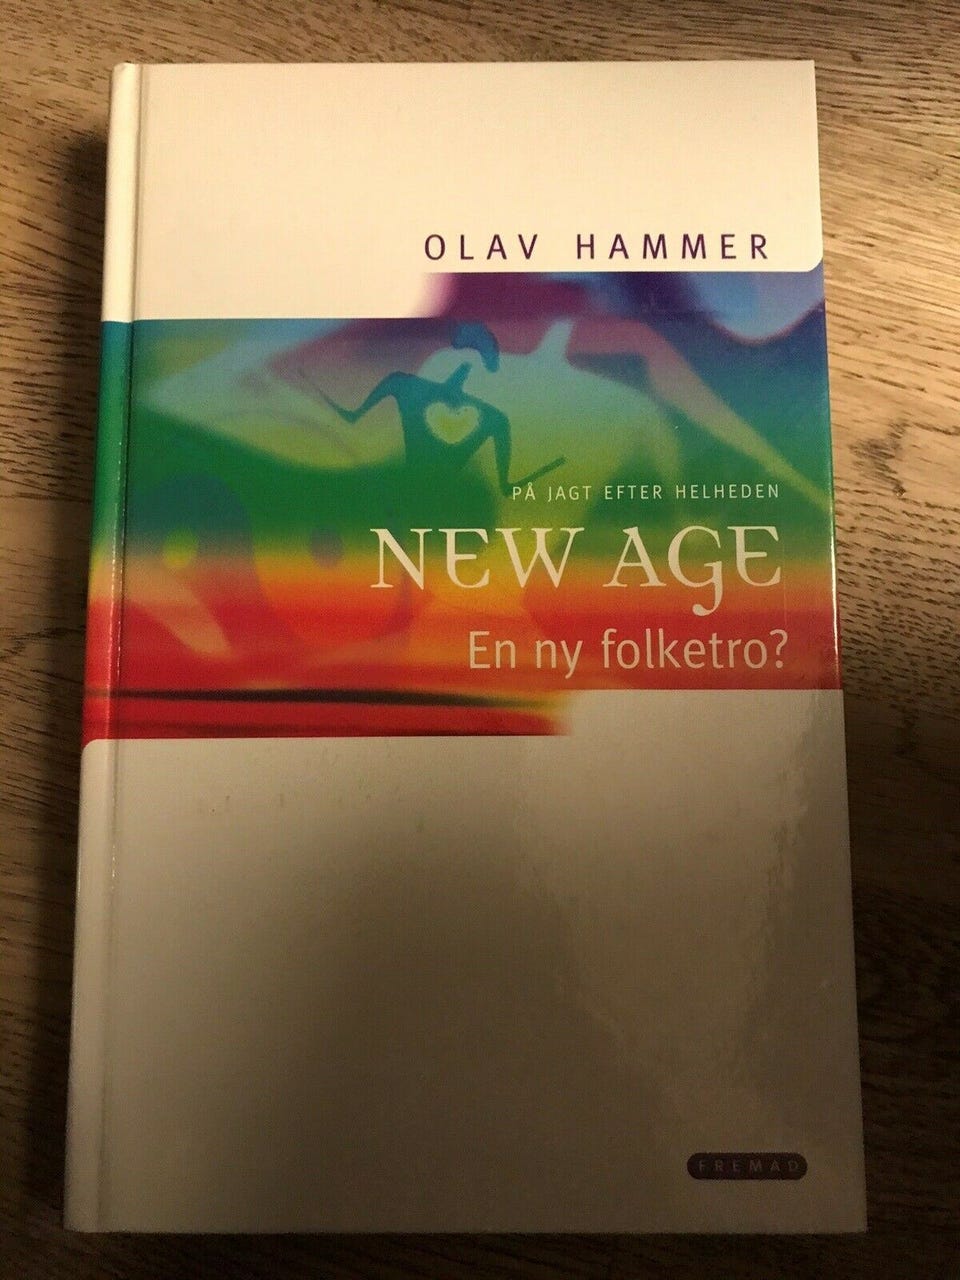 OLAV HAMMER
PÅ JAGT EFTER HELHEDEN
NEW AGE
En ny folketro?
FREMAD